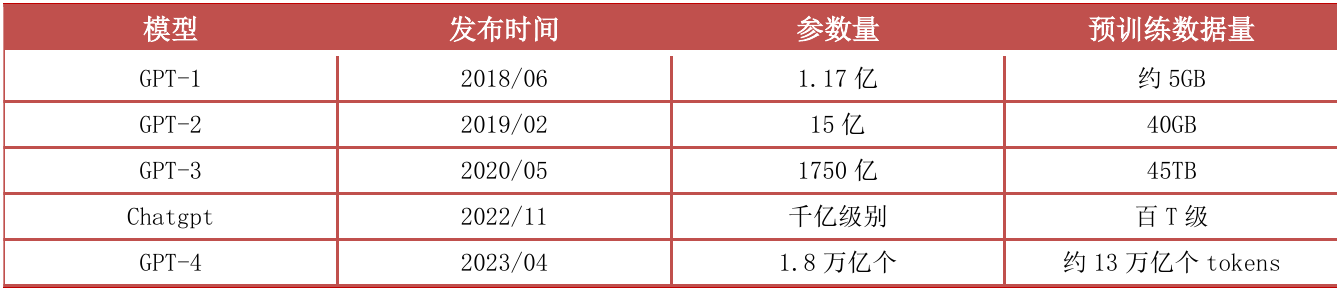 模型 发布时间 参数量 预训练数据量
GPT-1 2018/06 1.17 亿 约 5GB
GPT-2 2019/02 15 亿 40GB
GPT-3 2020/05 1750 亿 45TB
Chatgpt 2022/11 千亿级别 百 T 级
GPT-4 2023/04 1.8 万亿个 约 13 万亿个 tokens